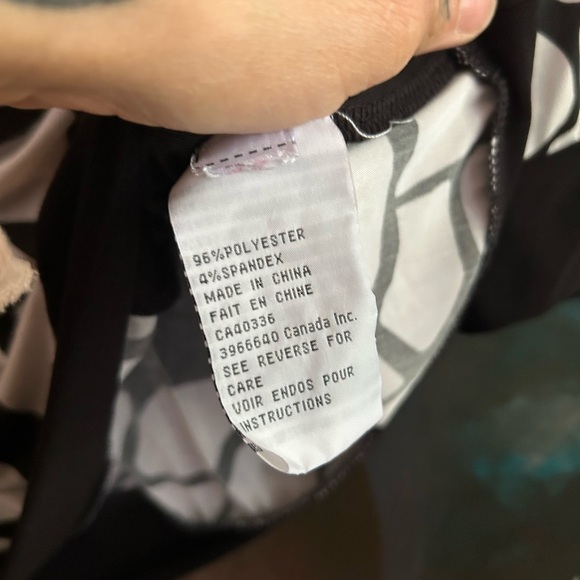 96%POLYESTER
4%SPANDEX
MADE IN CHINA
FAIT EN CHINE
CA40336
3966640 Canada Inc.
SEE REVERSE FOR
CARE
VOIR ENDOS POUR
INSTRUCTIONS